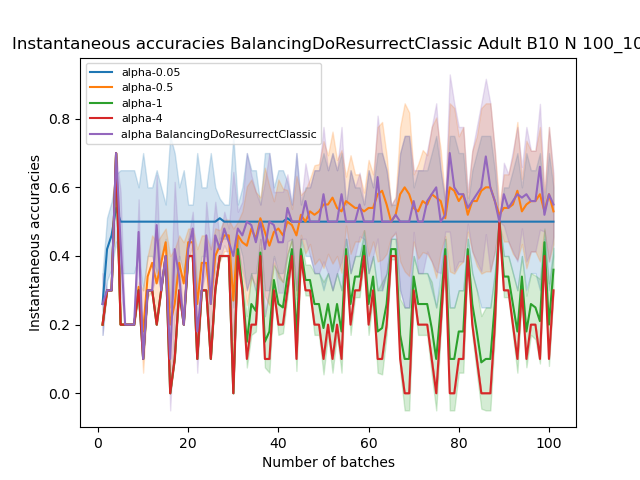 Instantaneous accuracies BalancingDoResurrectClassic Adult B10 N 100_10
alpha-0.05
alpha-0.5
alpha-1
alpha-4
alpha BalancingDoResurrectClassic
0.8
0.6
0.4
0.2
0.0
Instantaneous accuracies
0 20 40 60 80 100
Number of batches